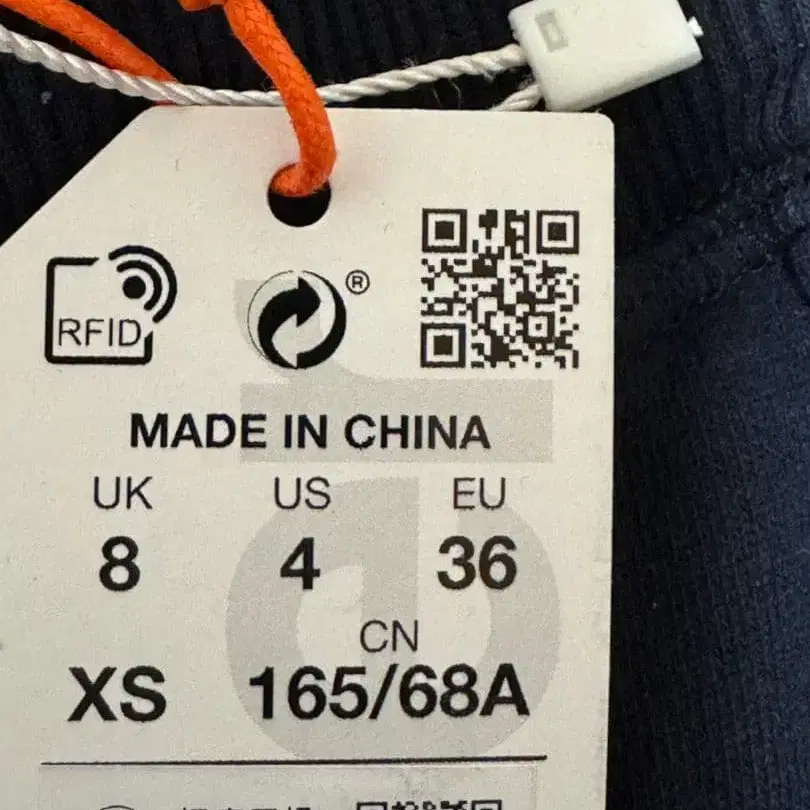 RFID
®
MADE IN CHINA
UK US EU
8 4 36
CN
XS 165/68A